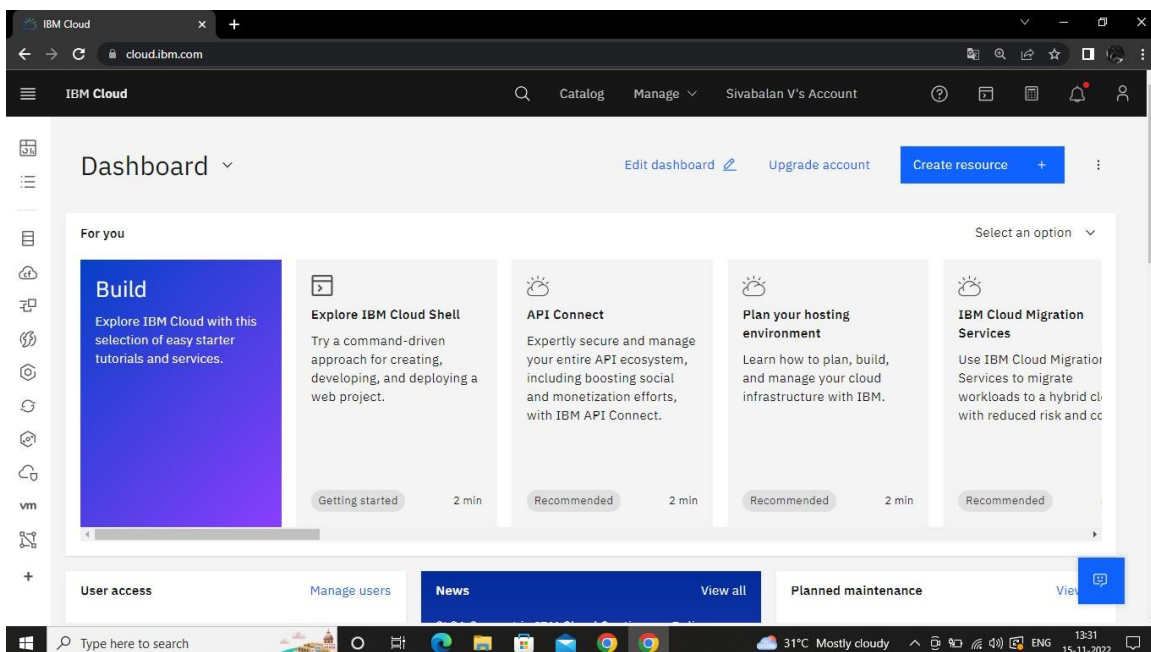 IBM Cloud
cloud.ibm.com
IBM Cloud Catalog Manage Sivabalan V's Account
Dashboard Edit dashboard Upgrade account Create resource +
For you Select an option
Build
Explore IBM Cloud with this
selection of easy starter
tutorials and services.
Explore IBM Cloud Shell
Try a command-driven
approach for creating,
developing, and deploying a
web project.
Getting started 2 min
API Connect
Expertly secure and manage
your entire API ecosystem,
including boosting social
and monetization efforts,
with IBM API Connect.
Recommended 2 min
Plan your hosting
environment
Learn how to plan, build,
and manage your cloud
infrastructure with IBM.
Recommended 2 min
IBM Cloud Migration
Services
Use IBM Cloud Migration
Services to migrate
workloads to a hybrid
with reduced risk and
Recommended
vm
User access Manage users
News View all
Planned maintenance
Type here to search
31°C Mostly cloudy ENG 13:31
15-11-2022